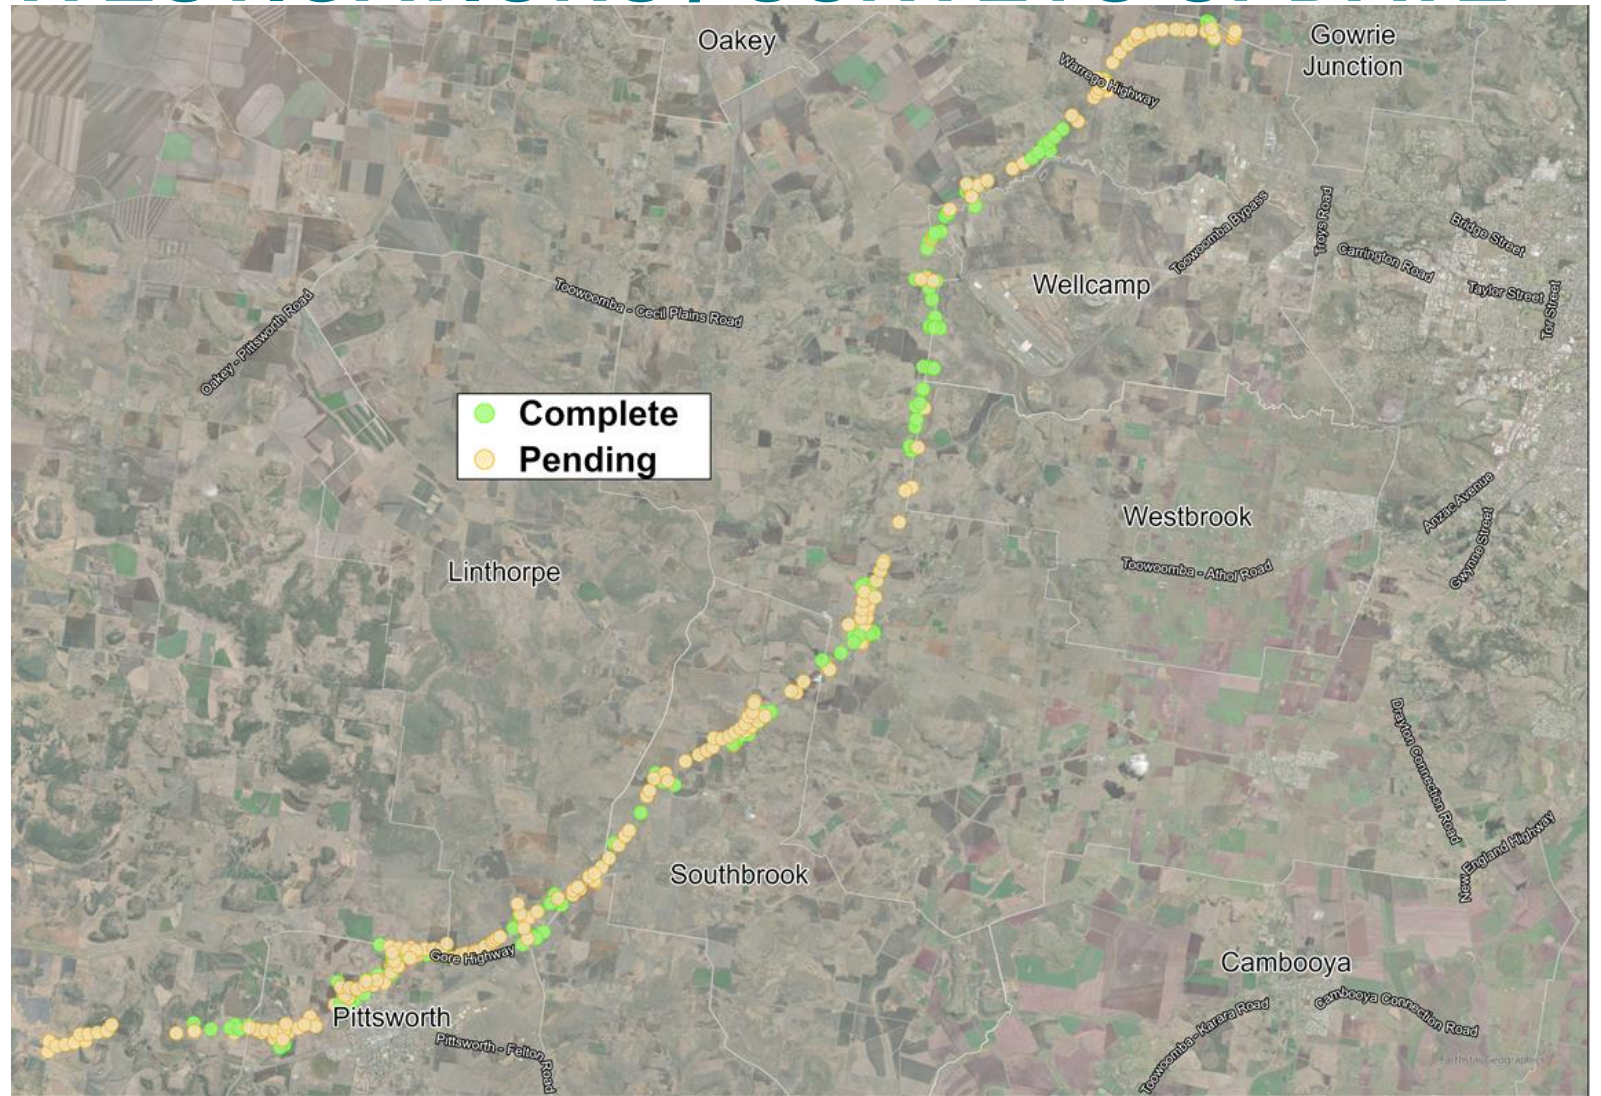 Oakey
Gowrie
Junction
Warrego Highway
Toowoomba Bypass
Troys Road
Bridge Street
Carrington Road
Taylor Street
Tor Street
Wellcamp
Oakey - Pittsworth Road
Toowoomba - Cecil Plains Road
Complete
Pending
Anzac Avenue
Gwynne Street
Westbrook
Toowoomba - Athol Road
Linthorpe
Drayton Connection Road
New England Highway
Southbrook
Gore Highway
Cambooya
Cambooya Connection Road
Toowoomba - Karara Road
Pittsworth
Pittsworth - Felton Road
Earthstar Geographics